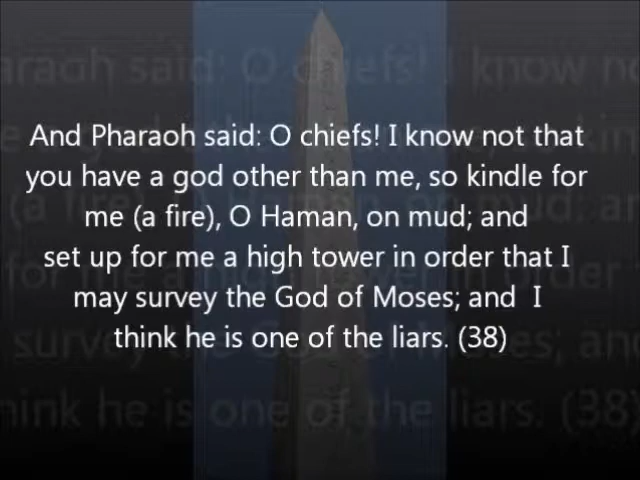 And Pharaoh said: O chiefs! I know not that
you have a god other than me, so kindle for
me (a fire), O Haman, on mud; and
set up for me a high tower in order that I
may survey the God of Moses; and I
think he is one of the liars. (38)